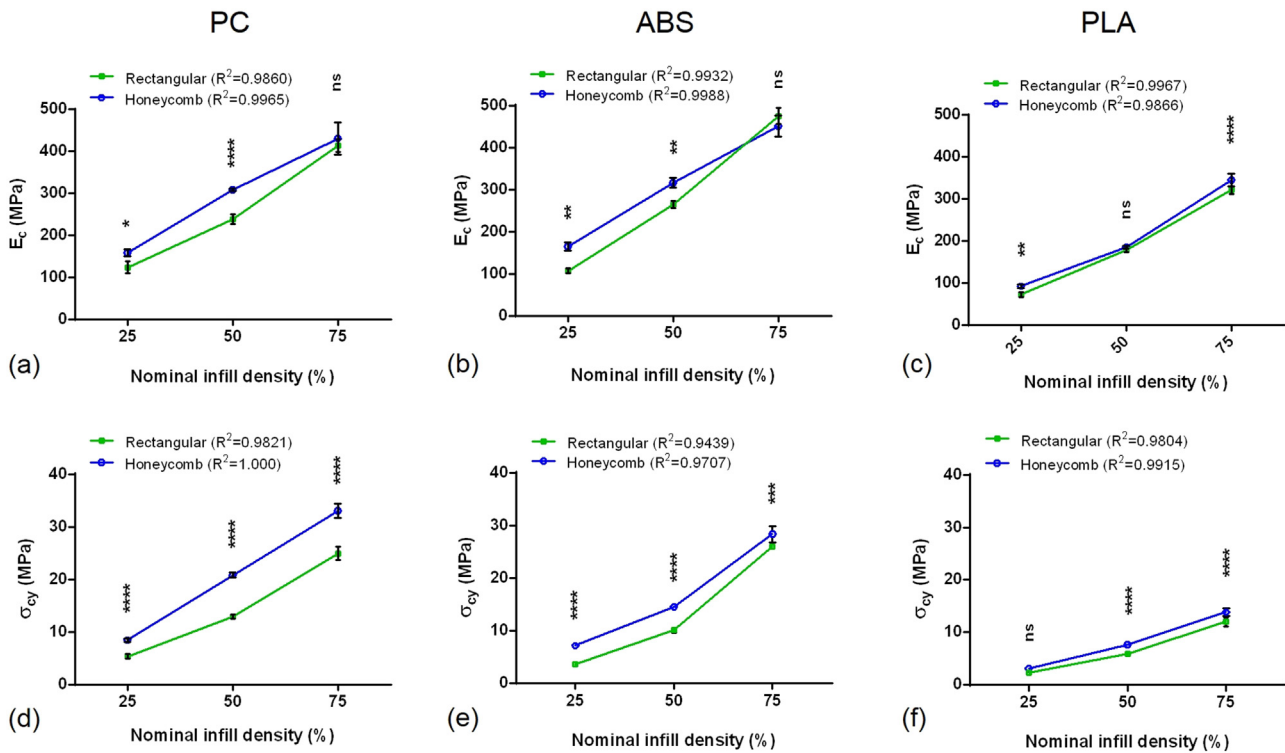 PC
ABS
PLA
Rectangular (R²=0.9860)
Honeycomb (R²=0.9965)
ns
****
*
500
400
300
200
100
0
E_c (MPa)
25
50
75
Nominal infill density (%)
(a)
Rectangular (R²=0.9932)
Honeycomb (R²=0.9988)
ns
**
**
500
400
300
200
100
0
E_c (MPa)
25
50
75
Nominal infill density (%)
(b)
Rectangular (R²=0.9967)
Honeycomb (R²=0.9866)
****
ns
**
500
400
300
200
100
0
E_c (MPa)
25
50
75
Nominal infill density (%)
(c)
Rectangular (R²=0.9821)
Honeycomb (R²=1.000)
****
****
****
40
30
20
10
0
σ_cy (MPa)
25
50
75
Nominal infill density (%)
(d)
Rectangular (R²=0.9439)
Honeycomb (R²=0.9707)
***
****
****
40
30
20
10
0
σ_cy (MPa)
25
50
75
Nominal infill density (%)
(e)
Rectangular (R²=0.9804)
Honeycomb (R²=0.9915)
****
****
ns
40
30
20
10
0
σ_cy (MPa)
25
50
75
Nominal infill density (%)
(f)